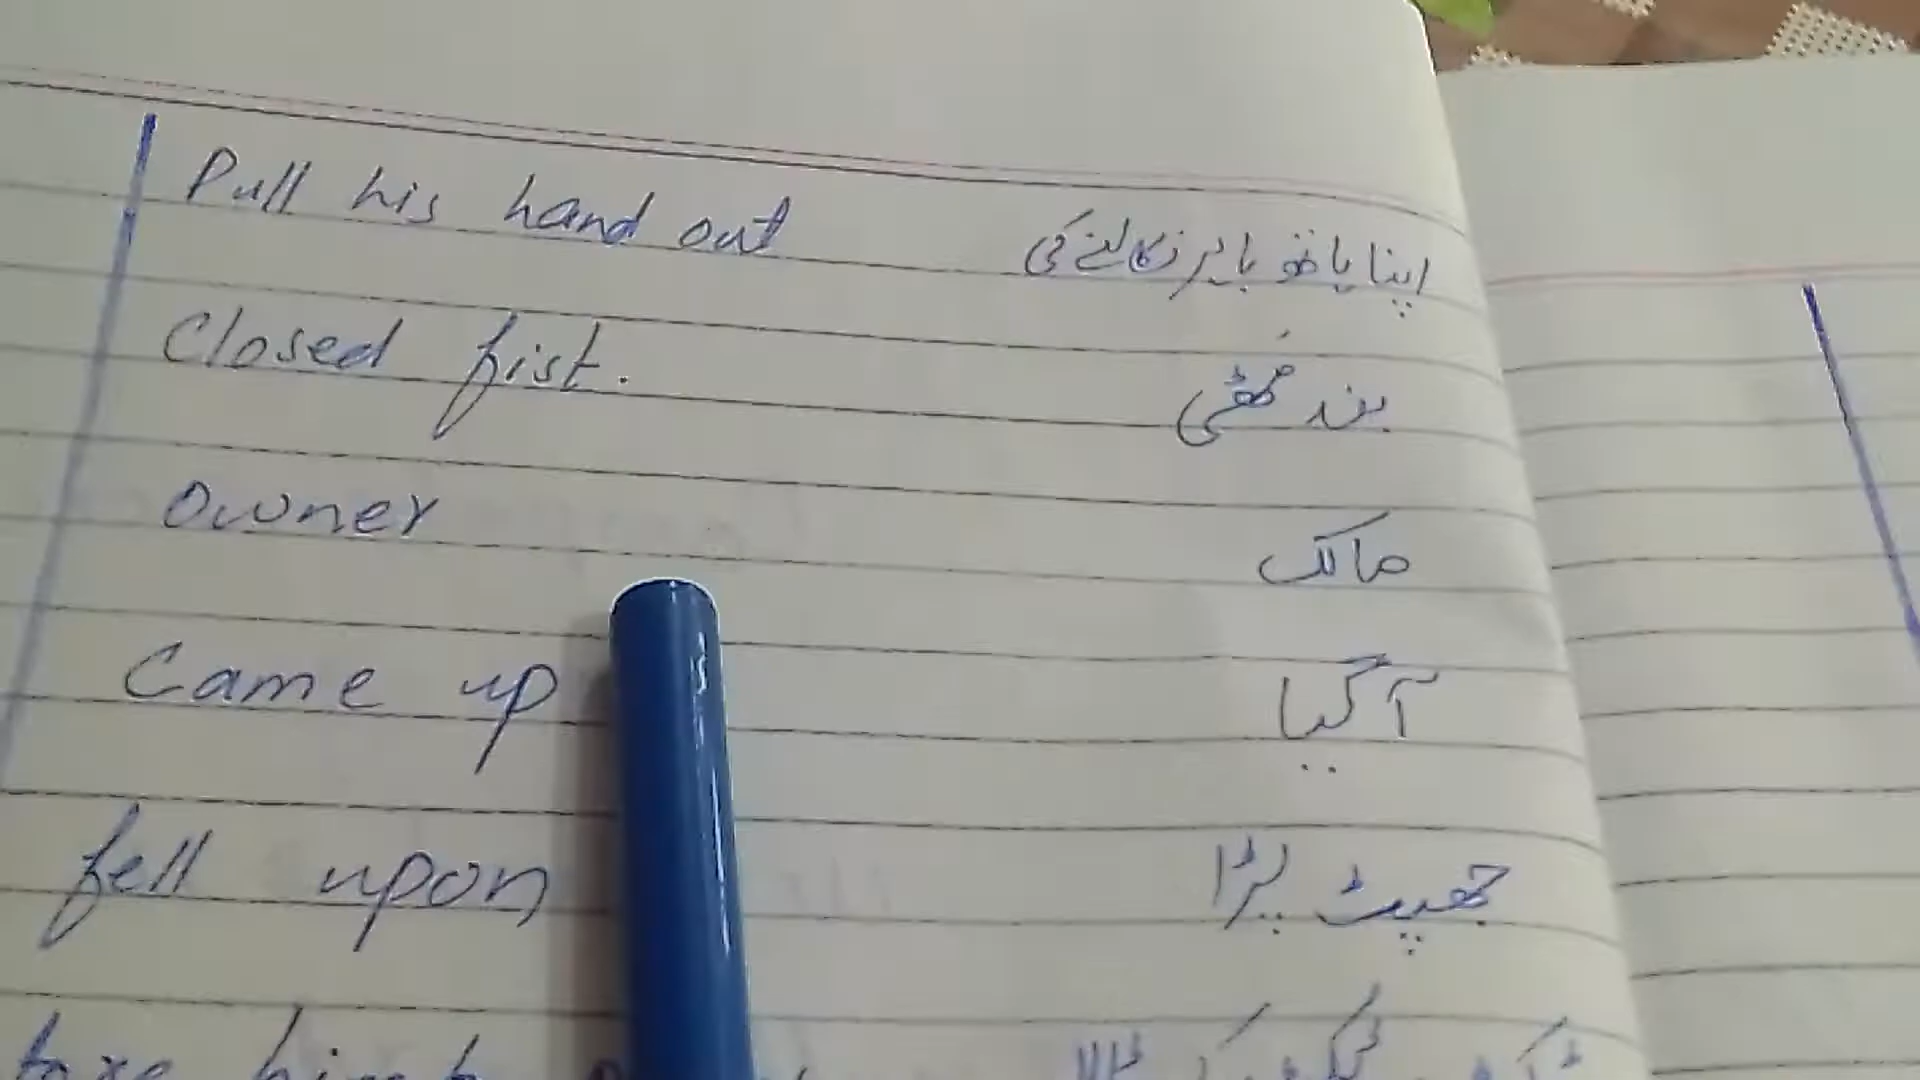 Pull his hand out اپنا ہاتھ باہر نکالنے کی
Closed fist. بند مُٹھی
Owner مالک
Came up آ گیا
fell upon جھپٹ پڑا